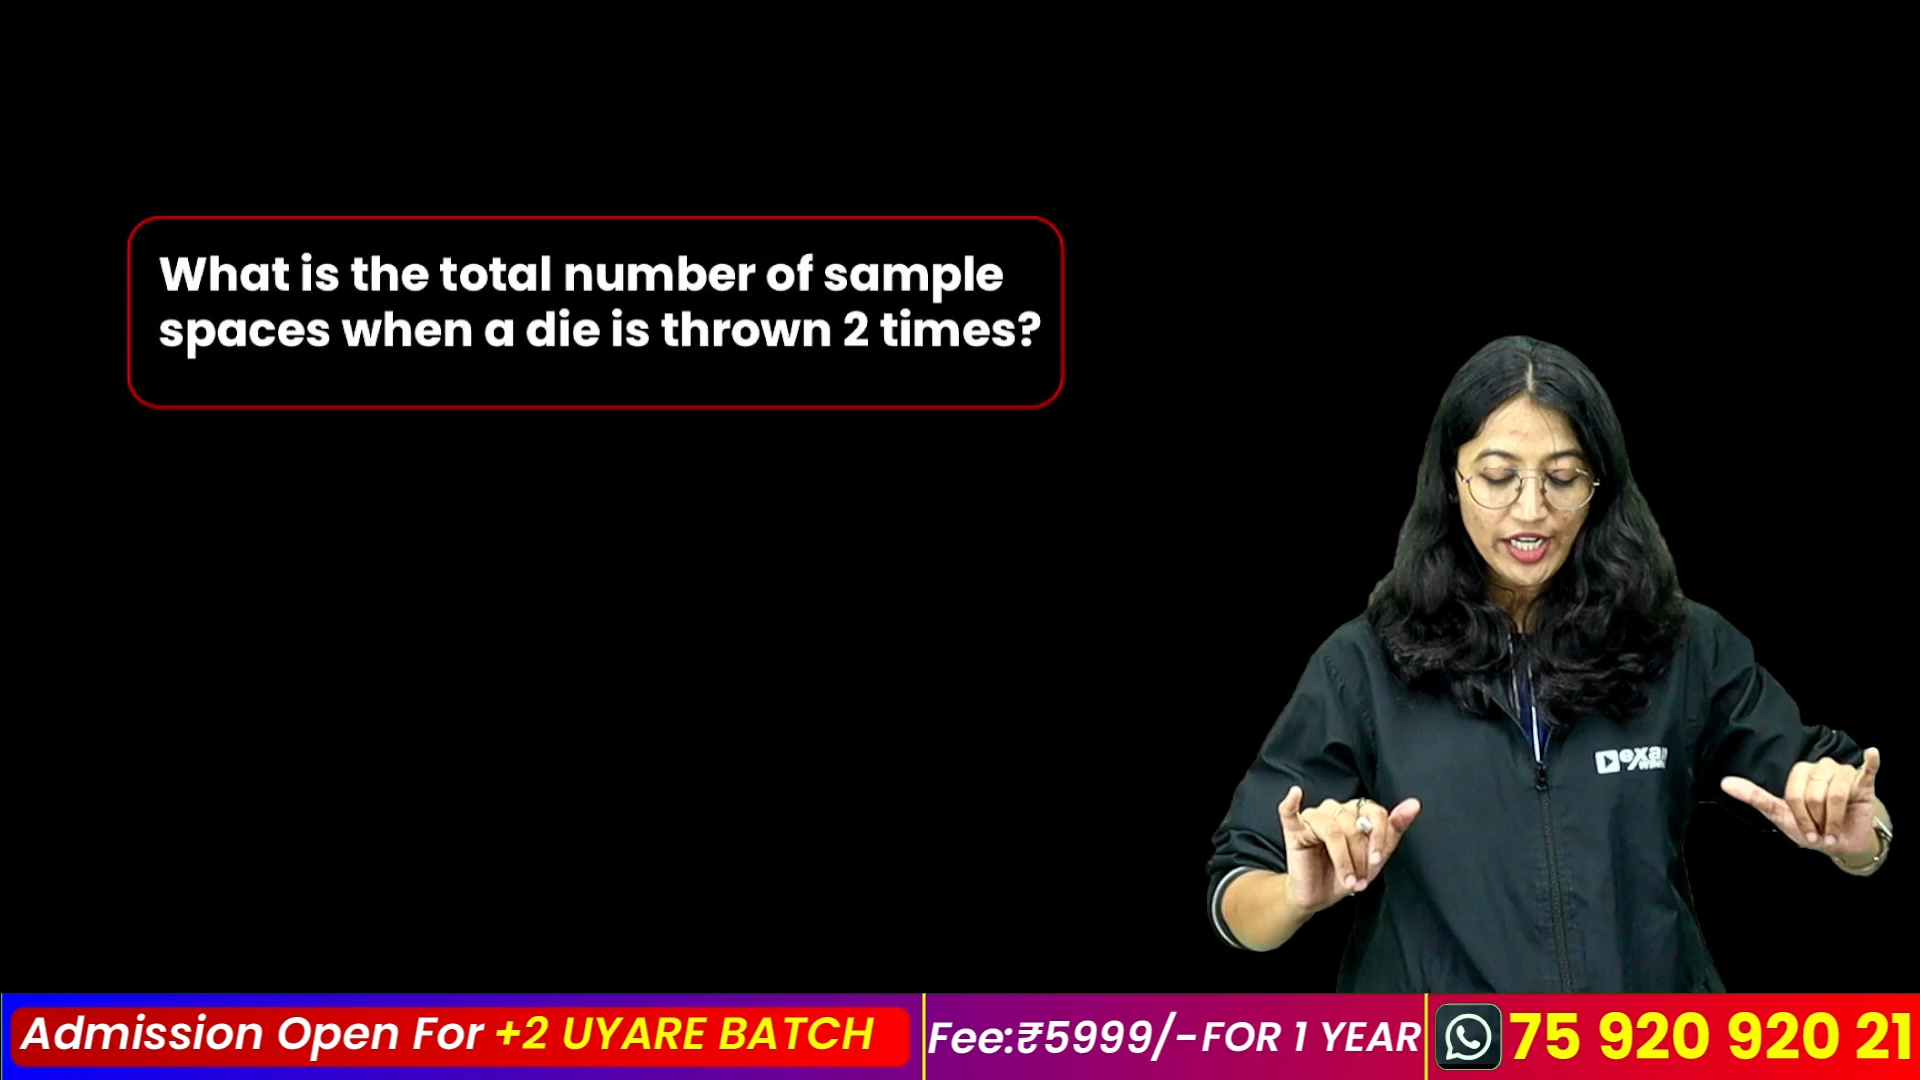 What is the total number of sample
spaces when a die is thrown 2 times?
exa
Admission Open For +2 UYARE BATCH
Fee:₹5999/-FOR 1 YEAR
75 920 920 21